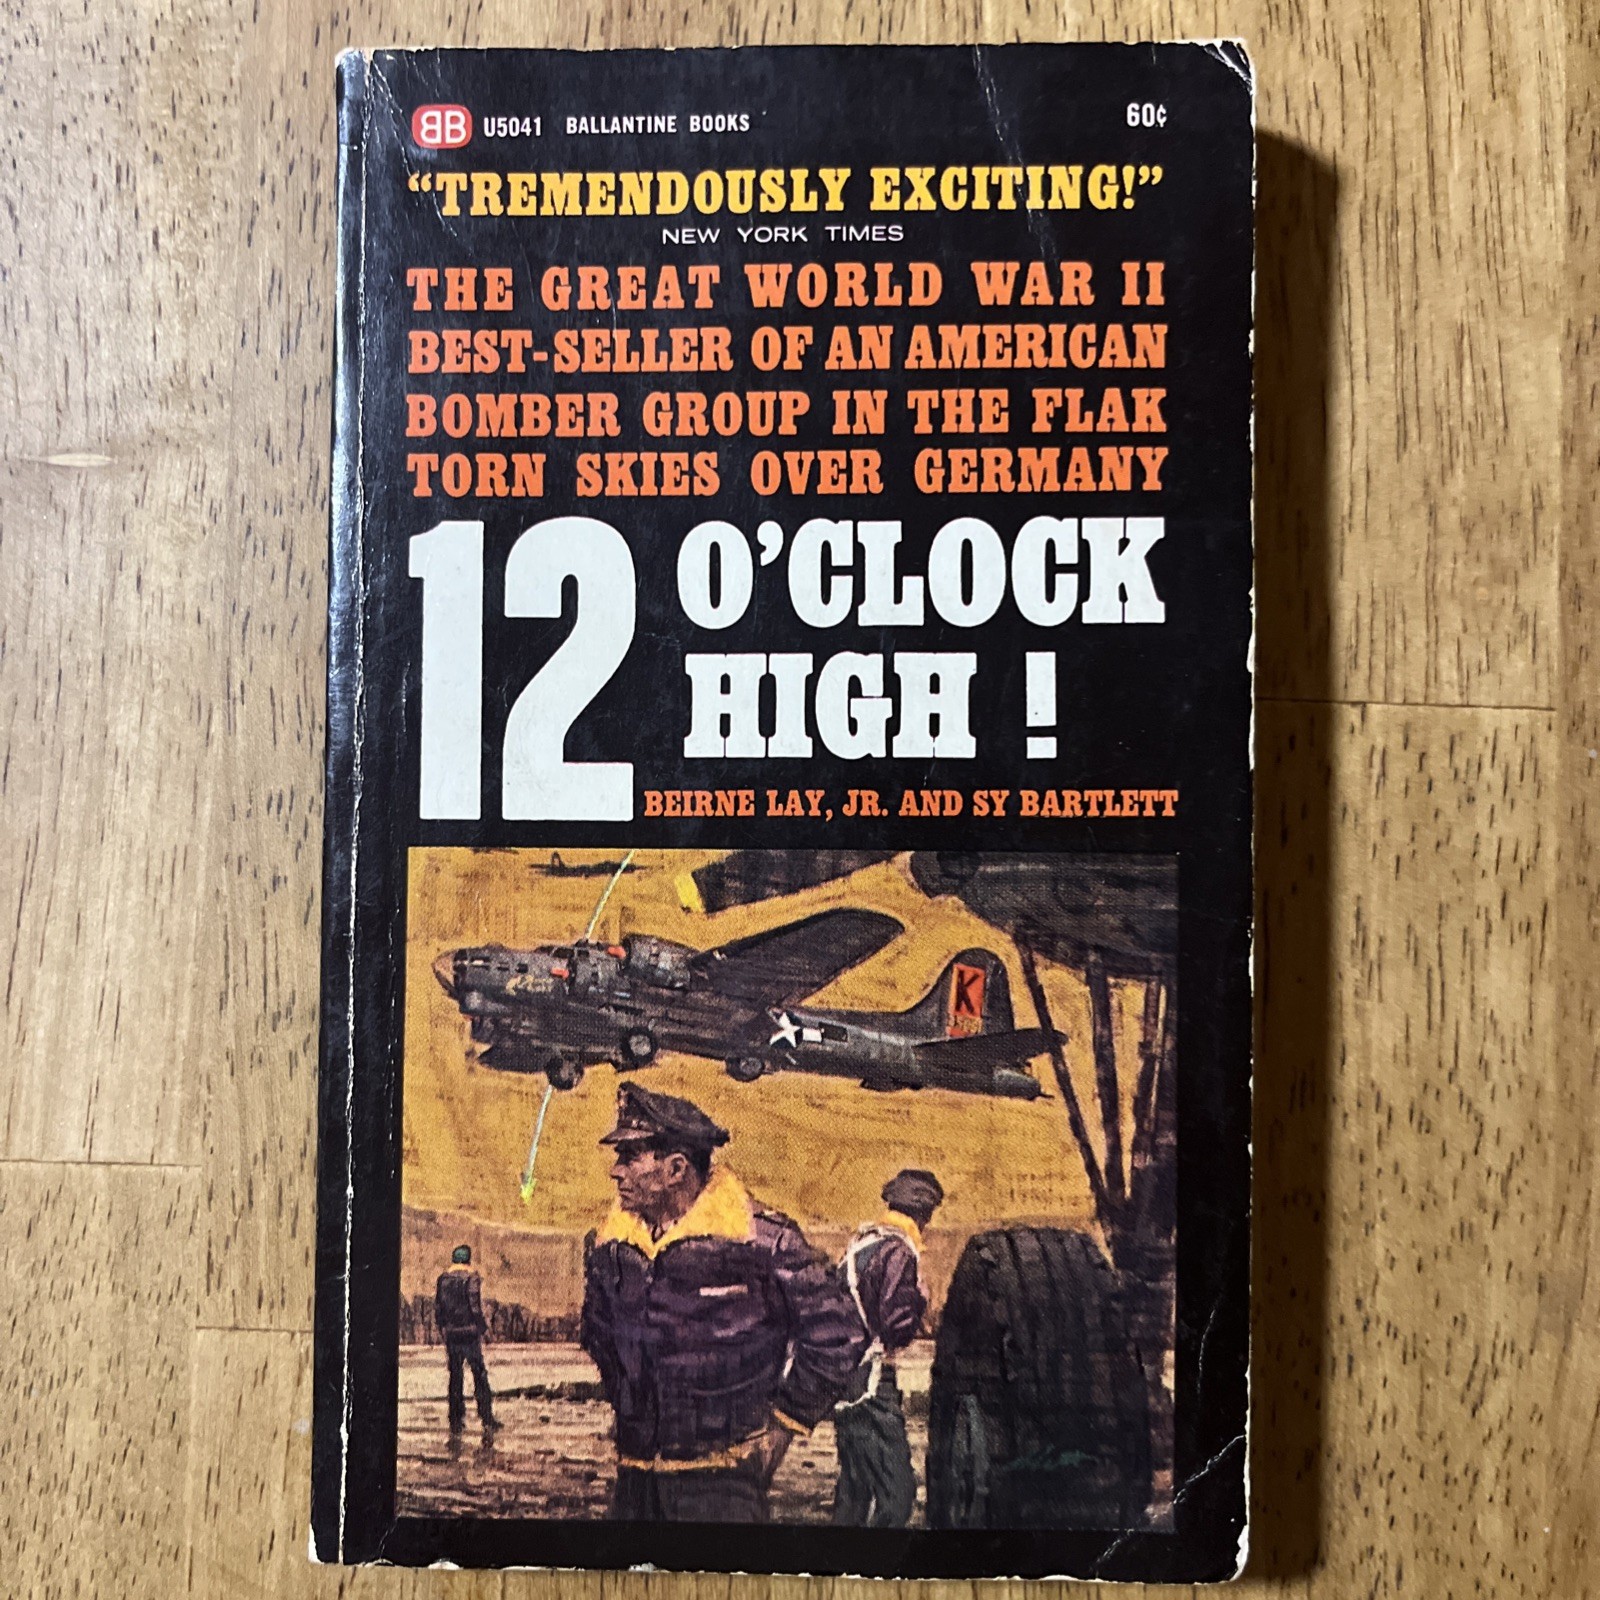 BB U5041 BALLANTINE BOOKS 60¢
“TREMENDOUSLY EXCITING!”
NEW YORK TIMES
THE GREAT WORLD WAR II
BEST-SELLER OF AN AMERICAN
BOMBER GROUP IN THE FLAK
TORN SKIES OVER GERMANY
12 O’CLOCK
HIGH!
BEIRNE LAY, JR. AND SY BARTLETT
K